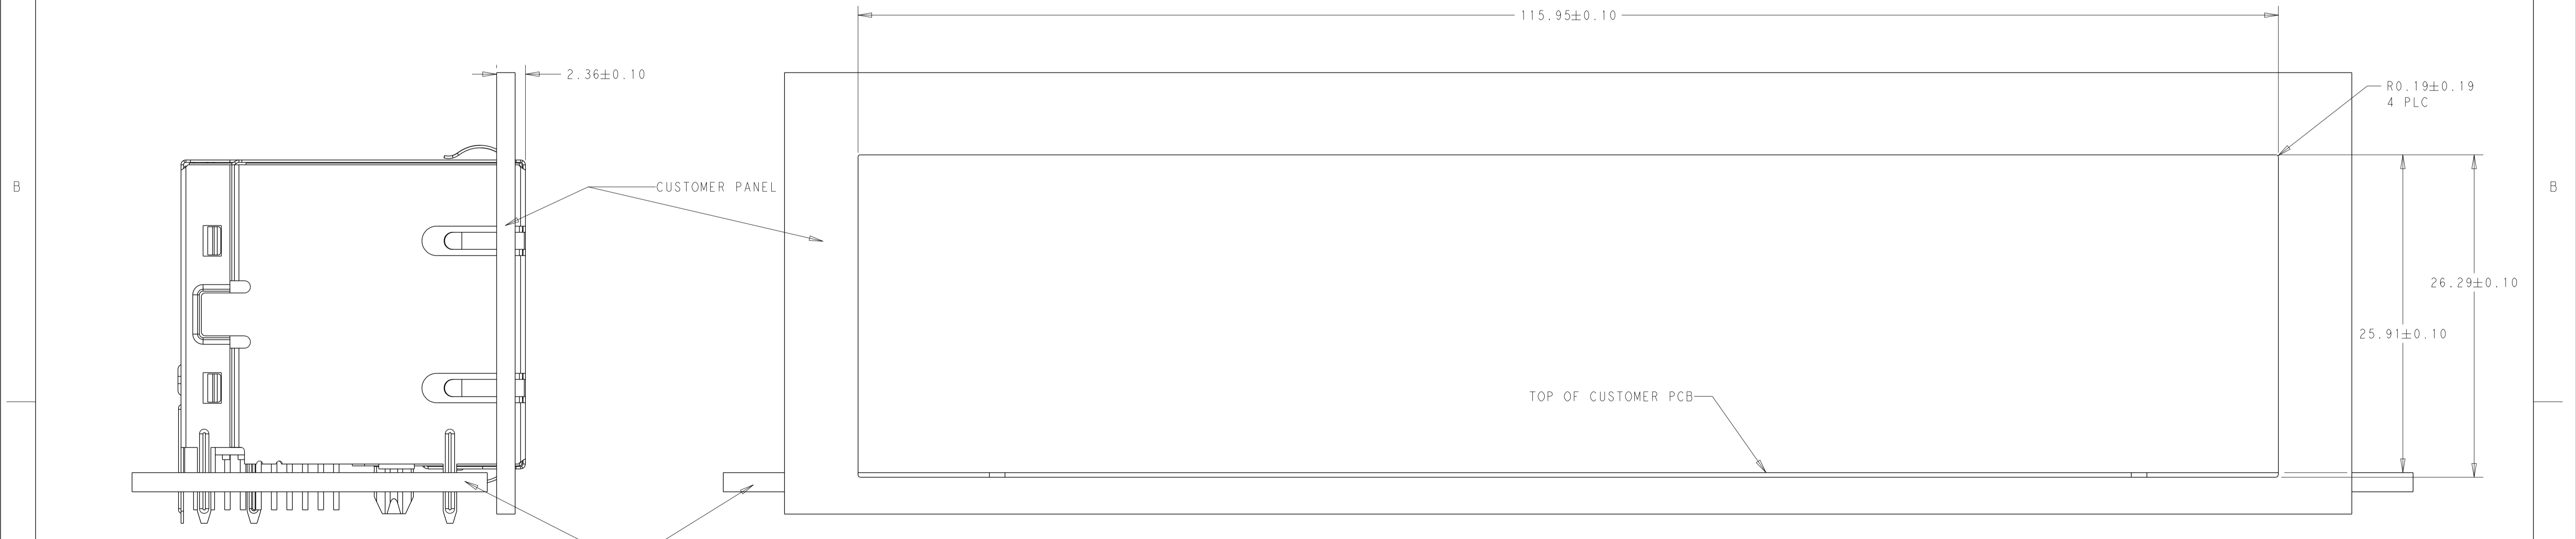 115.95±0.10
2.36±0.10
R0.19±0.19
4 PLC
B
CUSTOMER PANEL
B
26.29±0.10
25.91±0.10
TOP OF CUSTOMER PCB